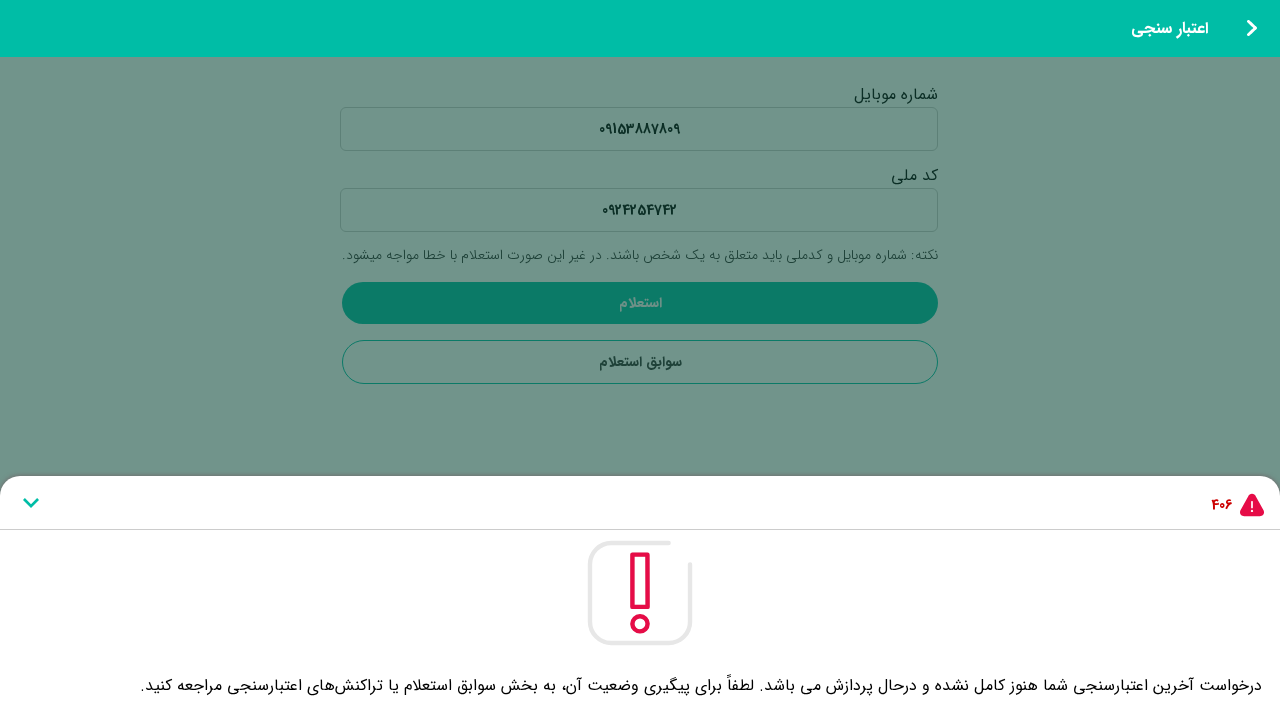 اعتبار سنجی
شماره موبایل
۰۹۱۵۳۸۸۷۸۰۹
کد ملی
۰۹۲۴۲۵۴۷۴۲
نکته: شماره موبایل و کدملی باید متعلق به یک شخص باشند. در غیر این صورت استعلام با خطا مواجه میشود.
استعلام
سوابق استعلام
۴۰۶
درخواست آخرین اعتبارسنجی شما هنوز کامل نشده و درحال پردازش می باشد. لطفاً برای پیگیری وضعیت آن، به بخش سوابق استعلام یا تراکنش‌های اعتبارسنجی مراجعه کنید.